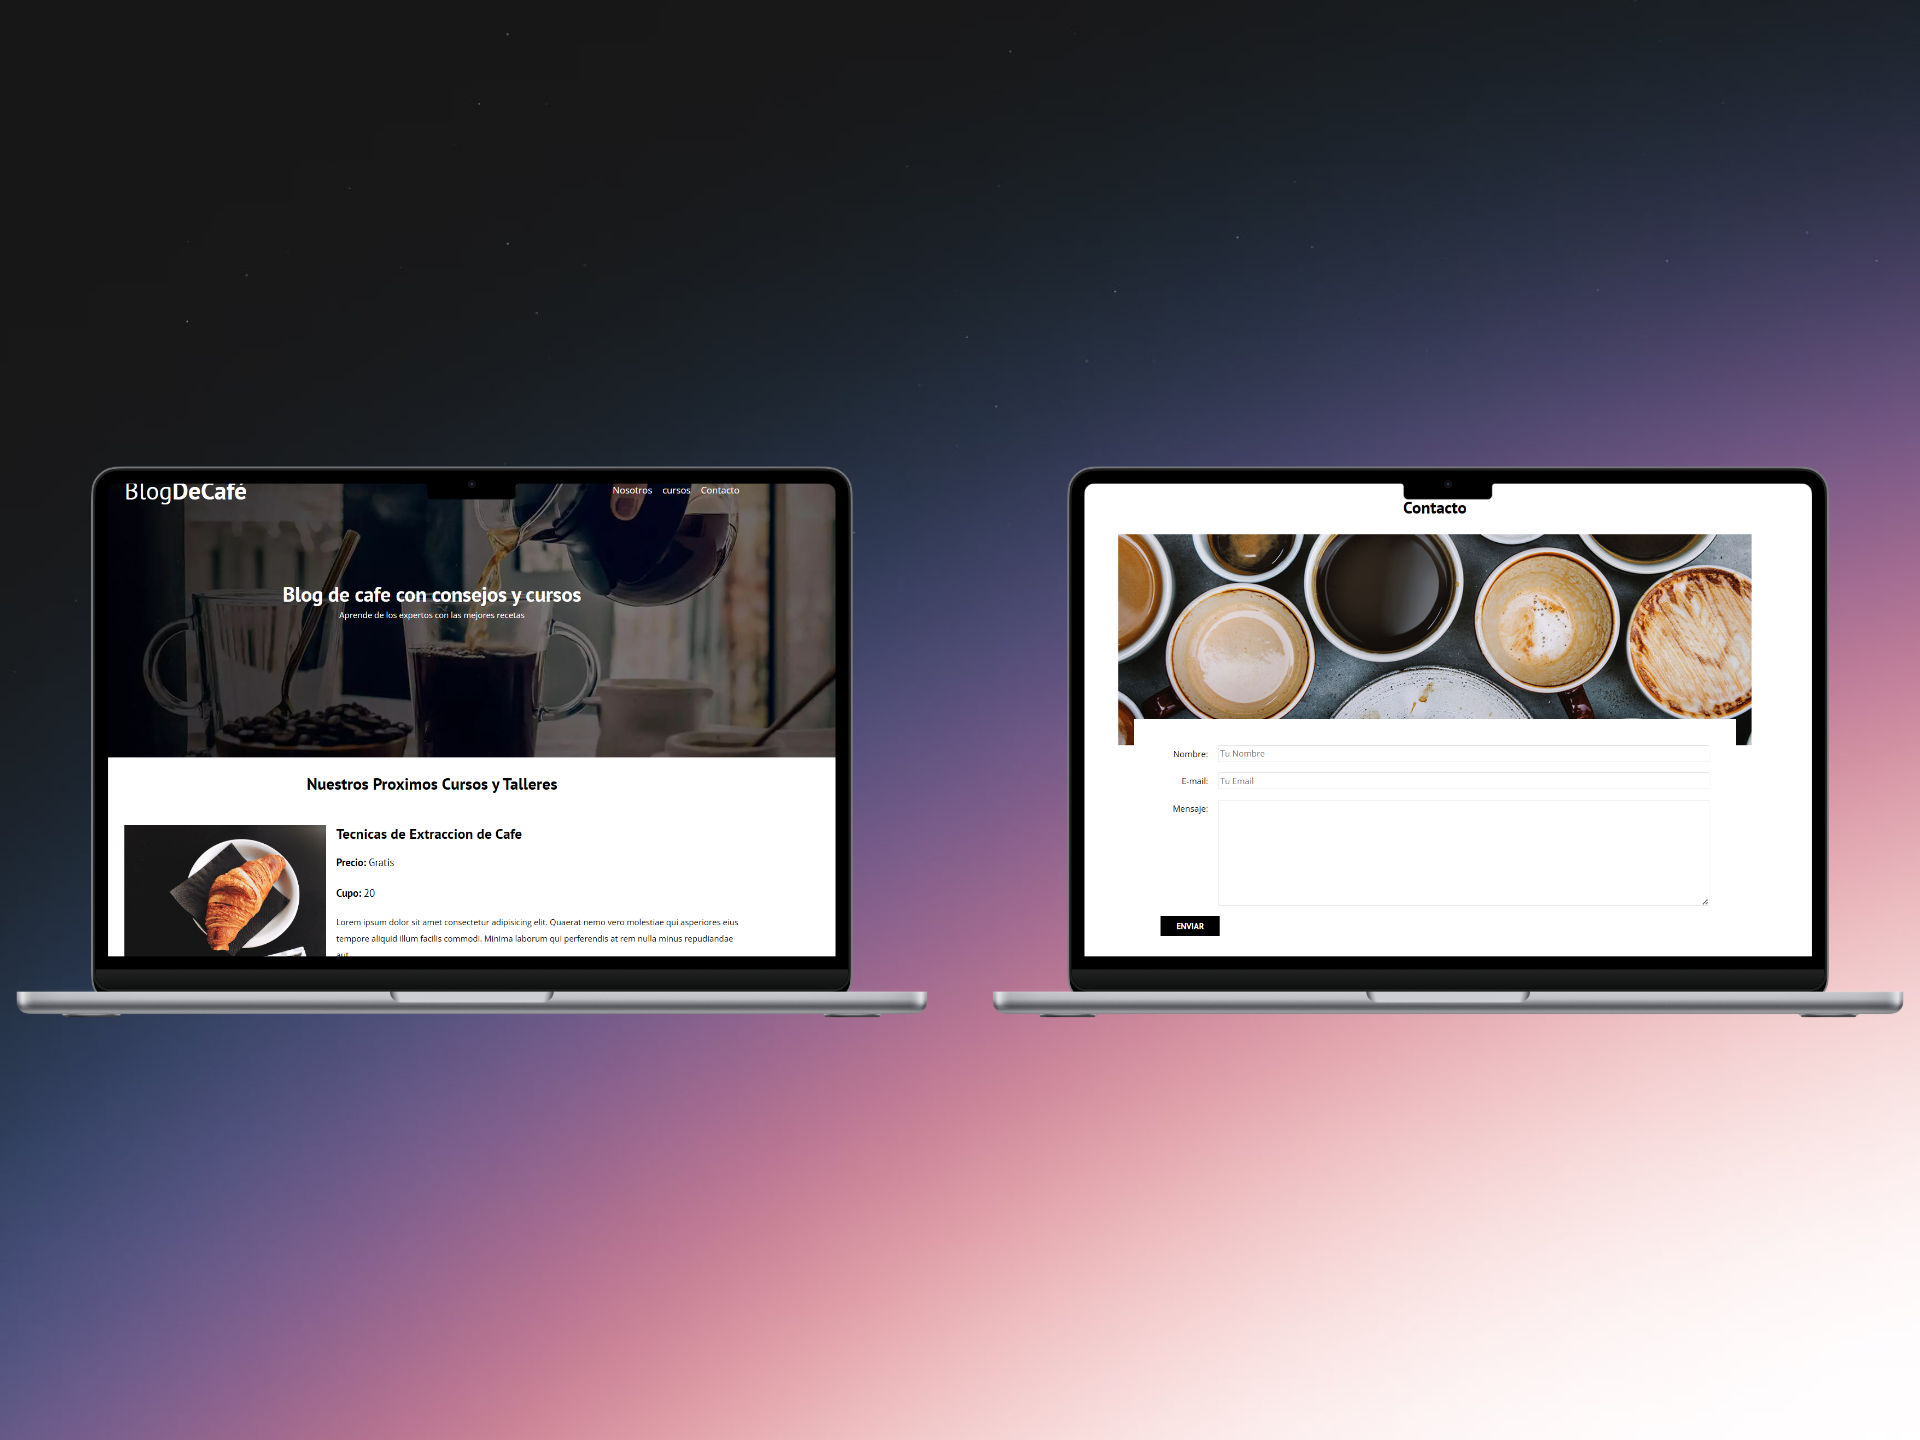 BlogDeCafé
Nosotros cursos Contacto
Blog de cafe con consejos y cursos
Aprende de los expertos con las mejores recetas
Nuestros Proximos Cursos y Talleres
Tecnicas de Extraccion de Cafe
Precio: Gratis
Cupo: 20
Lorem ipsum dolor sit amet consectetur adipisicing elit. Quaerat nemo vero molestiae qui asperiores eius
tempore aliquid illum facilis commodi. Minima laborum qui perferendis at rem nulla minus repudiandae
aut
Contacto
Nombre: Tu Nombre
E-mail: Tu Email
Mensaje:
ENVIAR